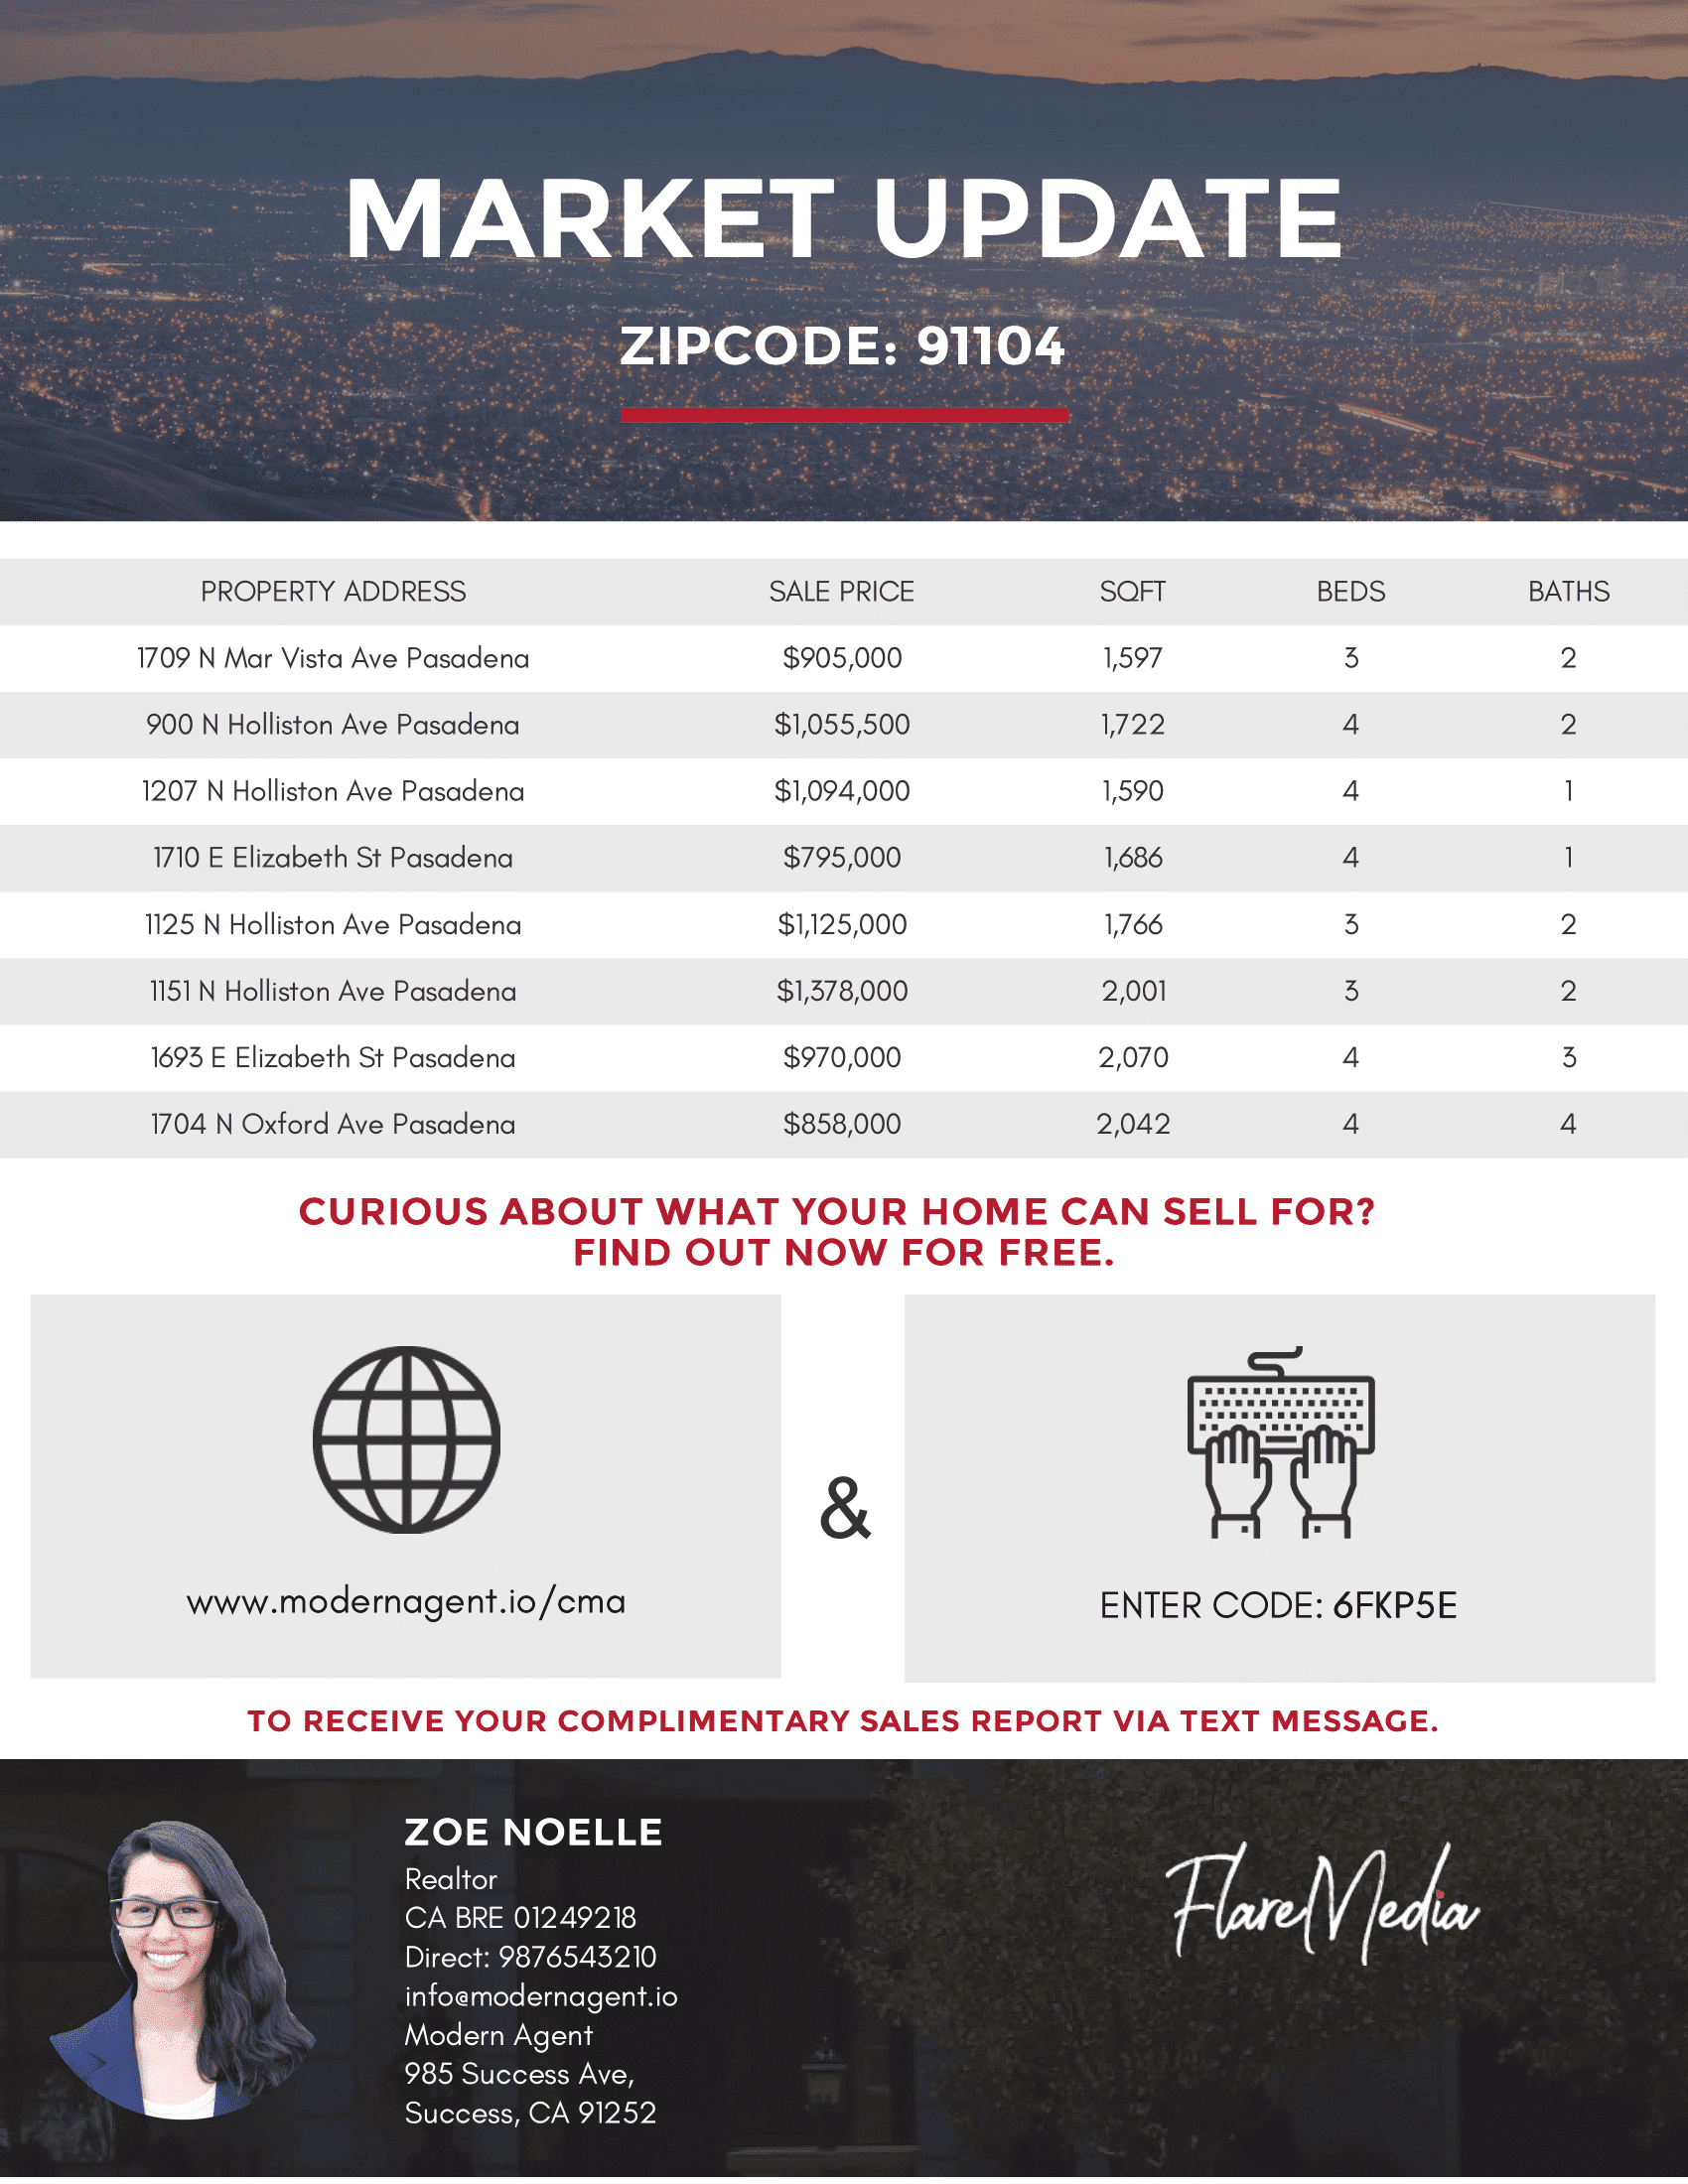 MARKET UPDATE
ZIPCODE: 91104
PROPERTY ADDRESS SALE PRICE SQFT BEDS BATHS
1709 N Mar Vista Ave Pasadena $905,000 1,597 3 2
900 N Holliston Ave Pasadena $1,055,500 1,722 4 2
1207 N Holliston Ave Pasadena $1,094,000 1,590 4 1
1710 E Elizabeth St Pasadena $795,000 1,686 4 1
1125 N Holliston Ave Pasadena $1,125,000 1,766 3 2
1151 N Holliston Ave Pasadena $1,378,000 2,001 3 2
1693 E Elizabeth St Pasadena $970,000 2,070 4 3
1704 N Oxford Ave Pasadena $858,000 2,042 4 4
CURIOUS ABOUT WHAT YOUR HOME CAN SELL FOR?
FIND OUT NOW FOR FREE.
www.modernagent.io/cma
&
ENTER CODE: 6FKP5E
TO RECEIVE YOUR COMPLIMENTARY SALES REPORT VIA TEXT MESSAGE.
ZOE NOELLE
Realtor
CA BRE 01249218
Direct: 9876543210
info@modernagent.io
Modern Agent
985 Success Ave,
Success, CA 91252
FlareMedia